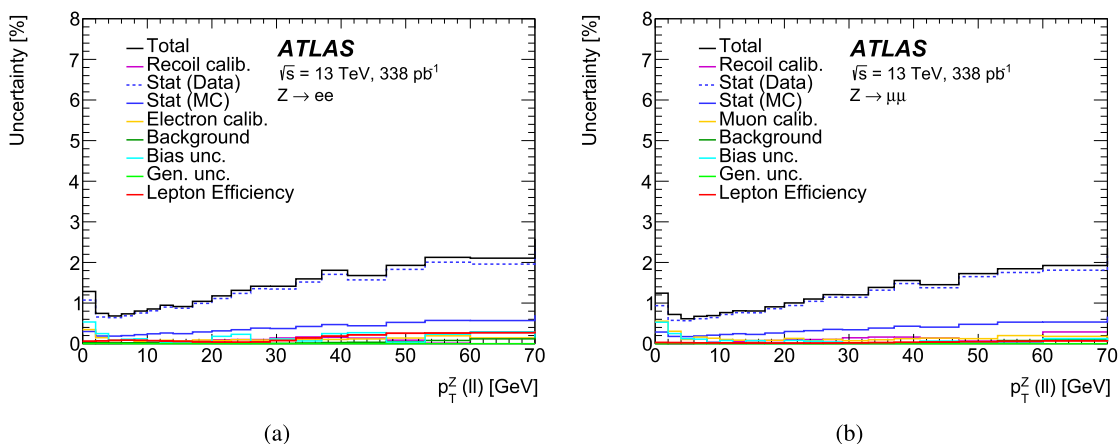 Uncertainty [%]
8
7
6
5
4
3
2
1
0
Total
Recoil calib.
Stat (Data)
Stat (MC)
Electron calib.
Background
Bias unc.
Gen. unc.
Lepton Efficiency
ATLAS
√s = 13 TeV, 338 pb⁻¹
Z → ee
0 10 20 30 40 50 60 70
p_T^Z (ll) [GeV]
(a)
Uncertainty [%]
8
7
6
5
4
3
2
1
0
Total
Recoil calib.
Stat (Data)
Stat (MC)
Muon calib.
Background
Bias unc.
Gen. unc.
Lepton Efficiency
ATLAS
√s = 13 TeV, 338 pb⁻¹
Z → μμ
0 10 20 30 40 50 60 70
p_T^Z (ll) [GeV]
(b)